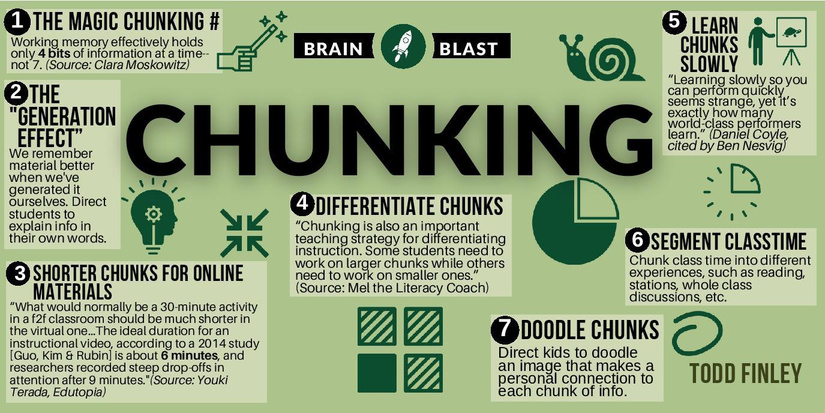 1 THE MAGIC CHUNKING #
Working memory effectively holds
only 4 bits of information at a time--
not 7. (Source: Clara Moskowitz)
BRAIN BLAST
2 THE
"GENERATION
EFFECT"
We remember
material better
when we've
generated it
ourselves. Direct
students to
explain info in
their own words.
CHUNKING
3 SHORTER CHUNKS FOR ONLINE
MATERIALS
"What would normally be a 30-minute activity
in a f2f classroom should be much shorter in
the virtual one...The ideal duration for an
instructional video, according to a 2014 study
[Guo, Kim & Rubin] is about 6 minutes, and
researchers recorded steep drop-offs in
attention after 9 minutes."(Source: Youki
Terada, Edutopia)
4 DIFFERENTIATE CHUNKS
“Chunking is also an important
teaching strategy for differentiating
instruction. Some students need to
work on larger chunks while others
need to work on smaller ones.”
(Source: Mel the Literacy Coach)
5 LEARN
CHUNKS
SLOWLY
“Learning slowly so you
can perform quickly
seems strange, yet it’s
exactly how many
world-class performers
learn.” (Daniel Coyle,
cited by Ben Nesvig)
6 SEGMENT CLASSTIME
Chunk class time into different
experiences, such as reading,
stations, whole class
discussions, etc.
7 DOODLE CHUNKS
Direct kids to doodle
an image that makes a
personal connection to
each chunk of info.
TODD FINLEY